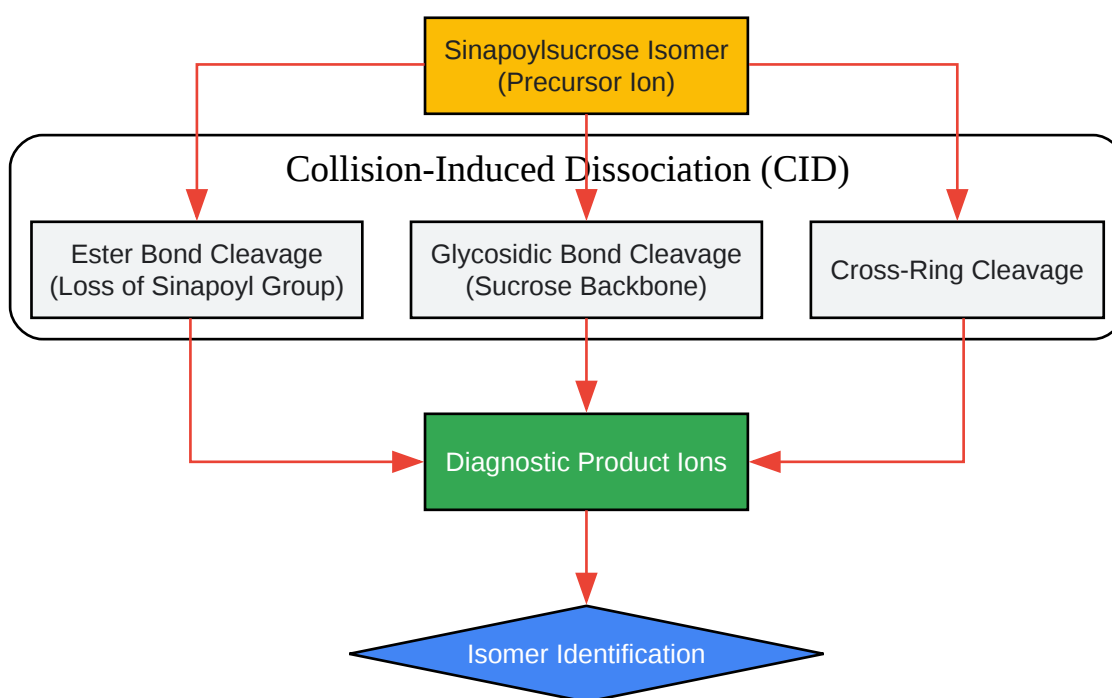 Sinapoylsucrose Isomer
(Precursor Ion)
Collision-Induced Dissociation (CID)
Ester Bond Cleavage
(Loss of Sinapoyl Group)
Glycosidic Bond Cleavage
(Sucrose Backbone)
Cross-Ring Cleavage
Diagnostic Product Ions
Isomer Identification